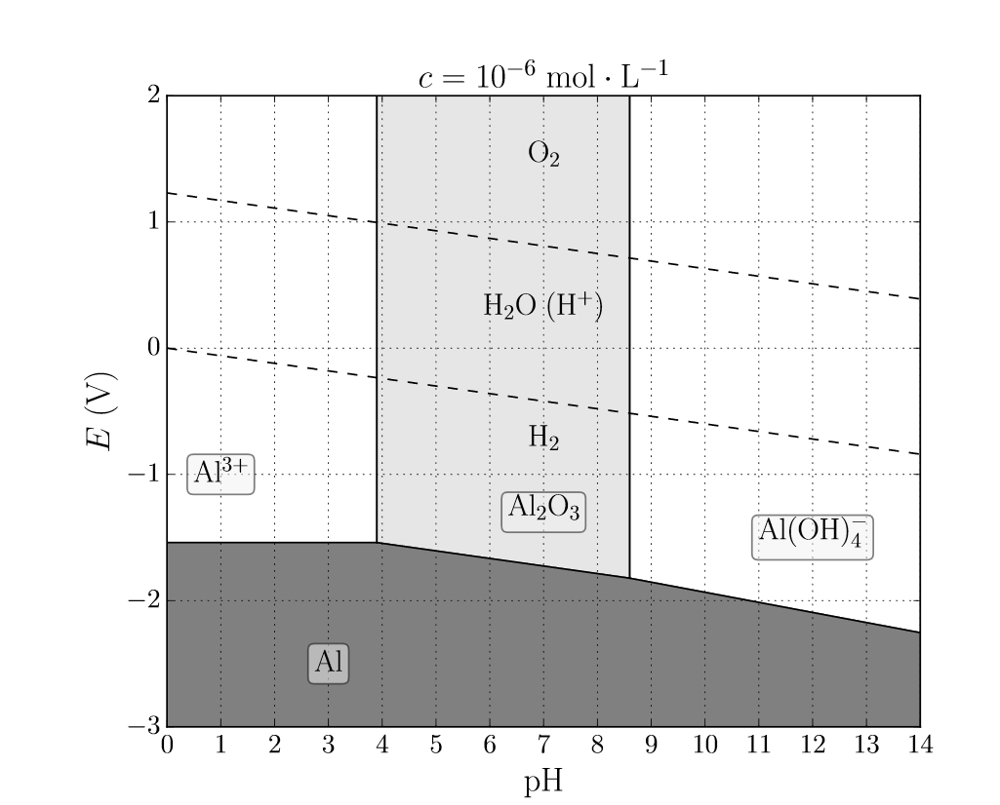 c = 10⁻⁶ mol · L⁻¹
2
1
0
−1
−2
−3
E (V)
O₂
H₂O (H⁺)
H₂
Al³⁺
Al₂O₃
Al(OH)₄⁻
Al
0 1 2 3 4 5 6 7 8 9 10 11 12 13 14
pH